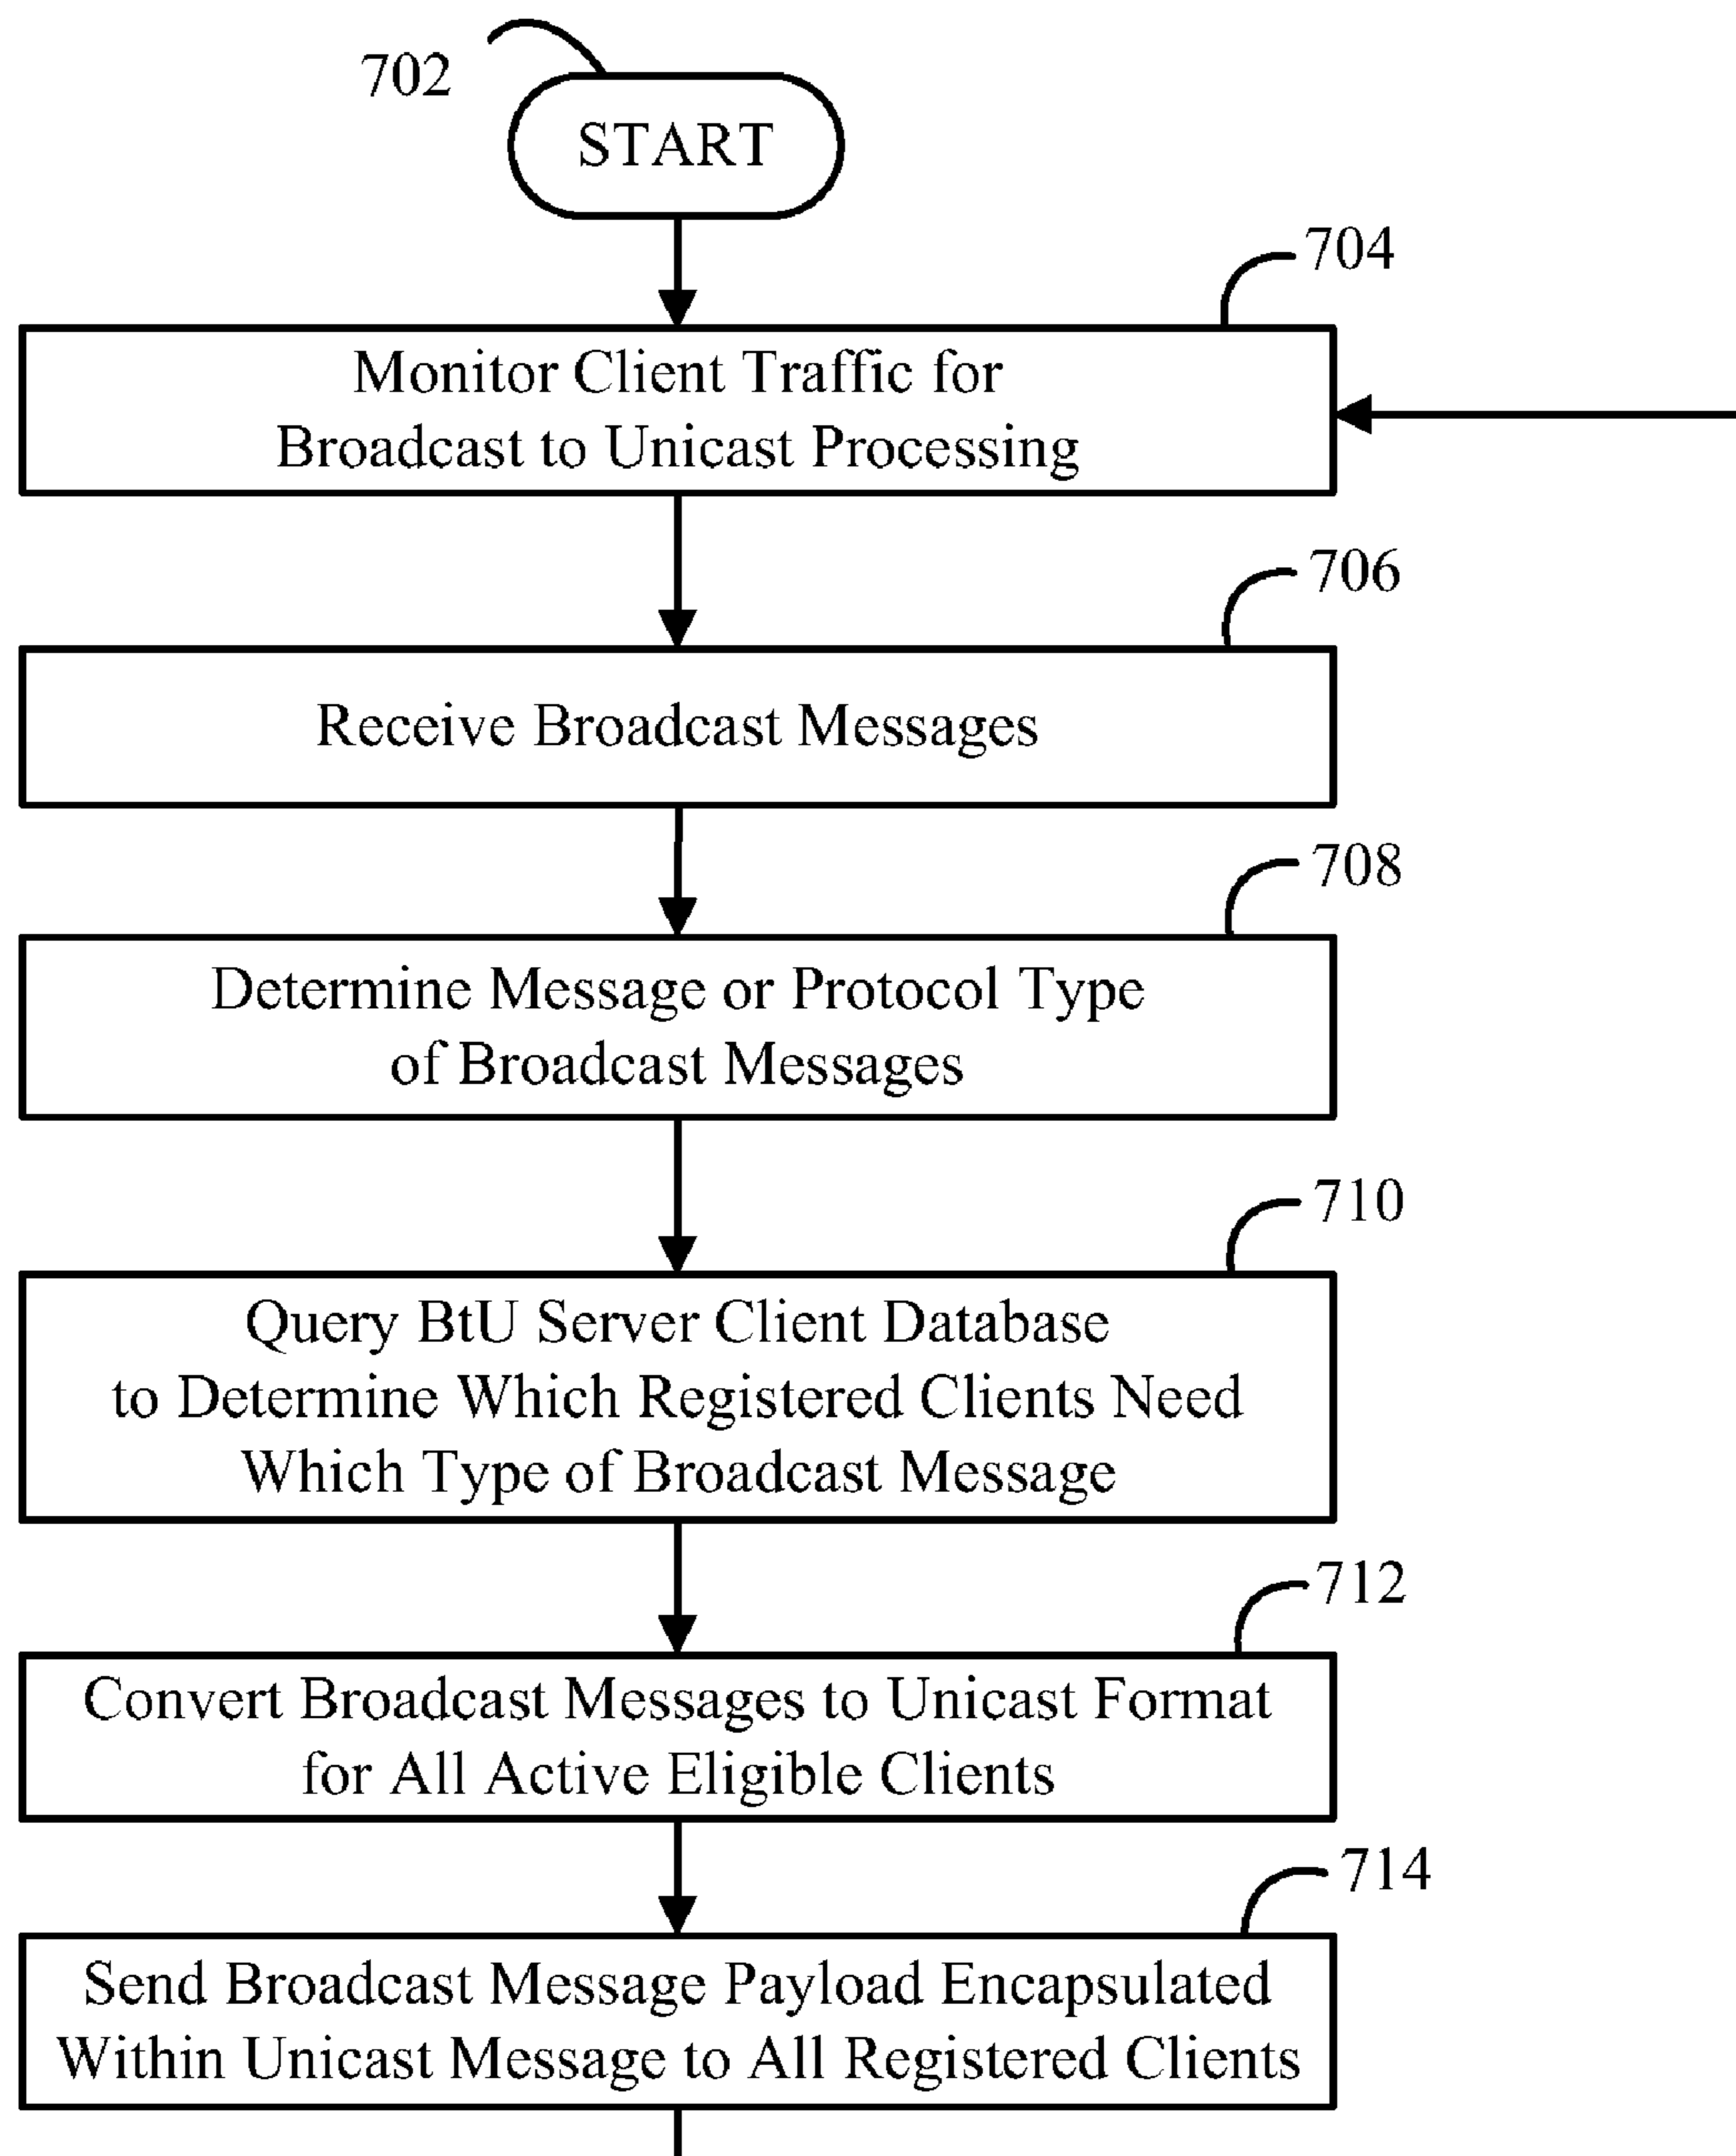 702
START
704
Monitor Client Traffic for
Broadcast to Unicast Processing
706
Receive Broadcast Messages
708
Determine Message or Protocol Type
of Broadcast Messages
710
Query BtU Server Client Database
to Determine Which Registered Clients Need
Which Type of Broadcast Message
712
Convert Broadcast Messages to Unicast Format
for All Active Eligible Clients
714
Send Broadcast Message Payload Encapsulated
Within Unicast Message to All Registered Clients